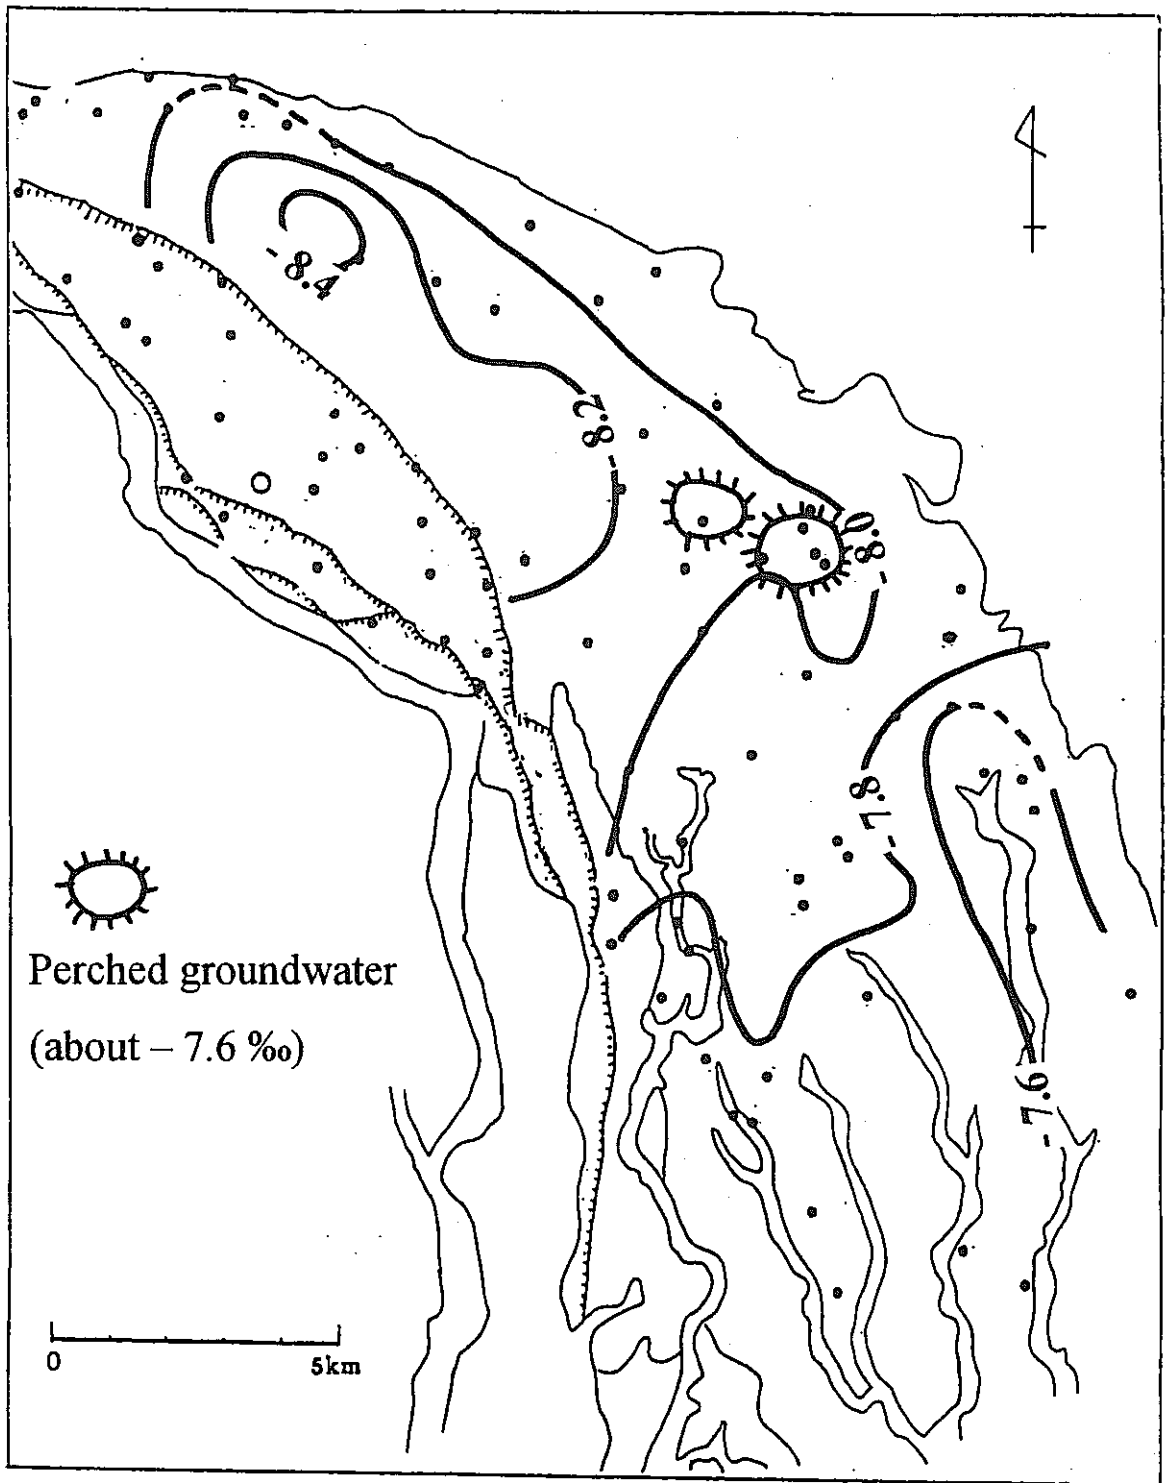 - 8.4
- 8.2
- 8.0
- 7.8
- 7.6
Perched groundwater
(about – 7.6 ‰)
0 5km